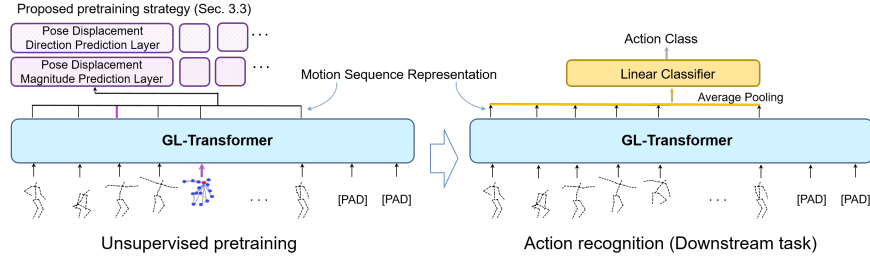 Proposed pretraining strategy (Sec. 3.3)
Pose Displacement
Direction Prediction Layer
. . .
Pose Displacement
Magnitude Prediction Layer
. . .
Motion Sequence Representation
GL-Transformer
. . .
[PAD]
[PAD]
Unsupervised pretraining
Action Class
Linear Classifier
Average Pooling
GL-Transformer
. . .
[PAD]
[PAD]
Action recognition (Downstream task)